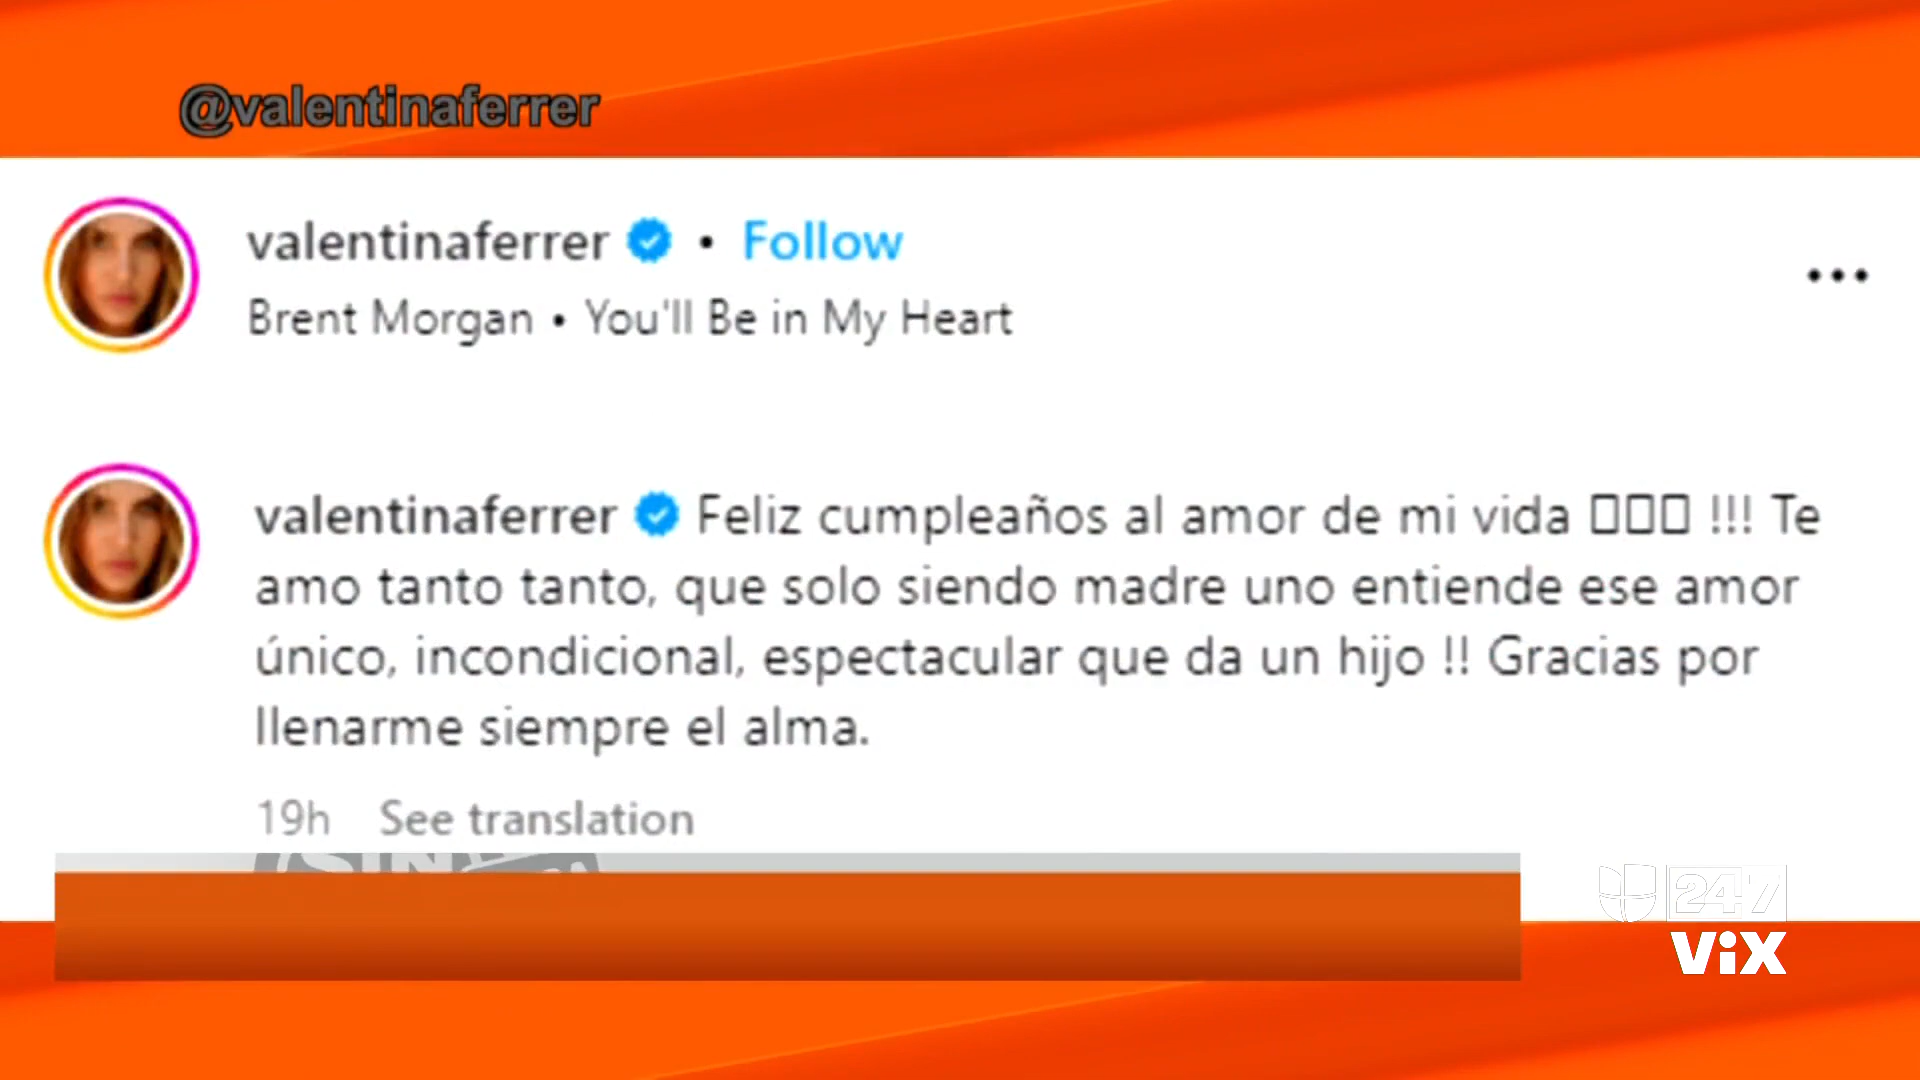 @valentinaferrer
valentinaferrer • Follow
Brent Morgan • You'll Be in My Heart
valentinaferrer Feliz cumpleaños al amor de mi vida □□□ !!! Te
amo tanto tanto, que solo siendo madre uno entiende ese amor
único, incondicional, espectacular que da un hijo !! Gracias por
llenarme siempre el alma.
19h See translation
SIN
24/7
ViX